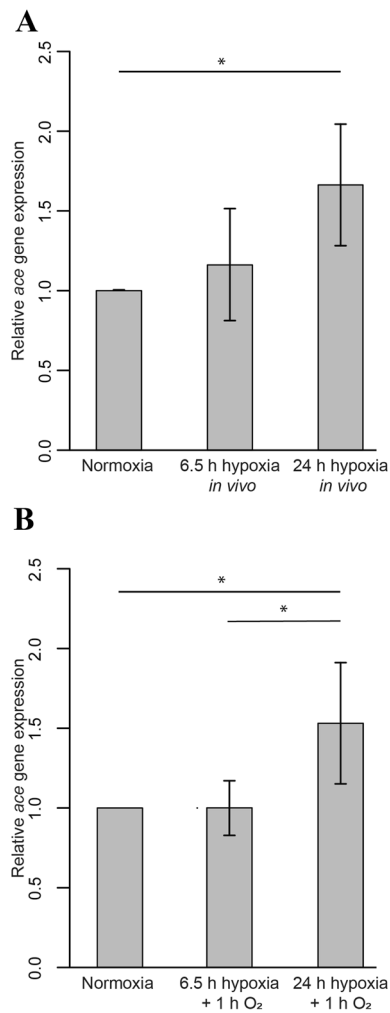 A
*
Relative ace gene expression
2.5
2.0
1.5
1.0
0.5
0.0
Normoxia 6.5 h hypoxia 24 h hypoxia
in vivo in vivo
B
*
*
Relative ace gene expression
2.5
2.0
1.5
1.0
0.5
0.0
Normoxia 6.5 h hypoxia 24 h hypoxia
+ 1 h O₂ + 1 h O₂